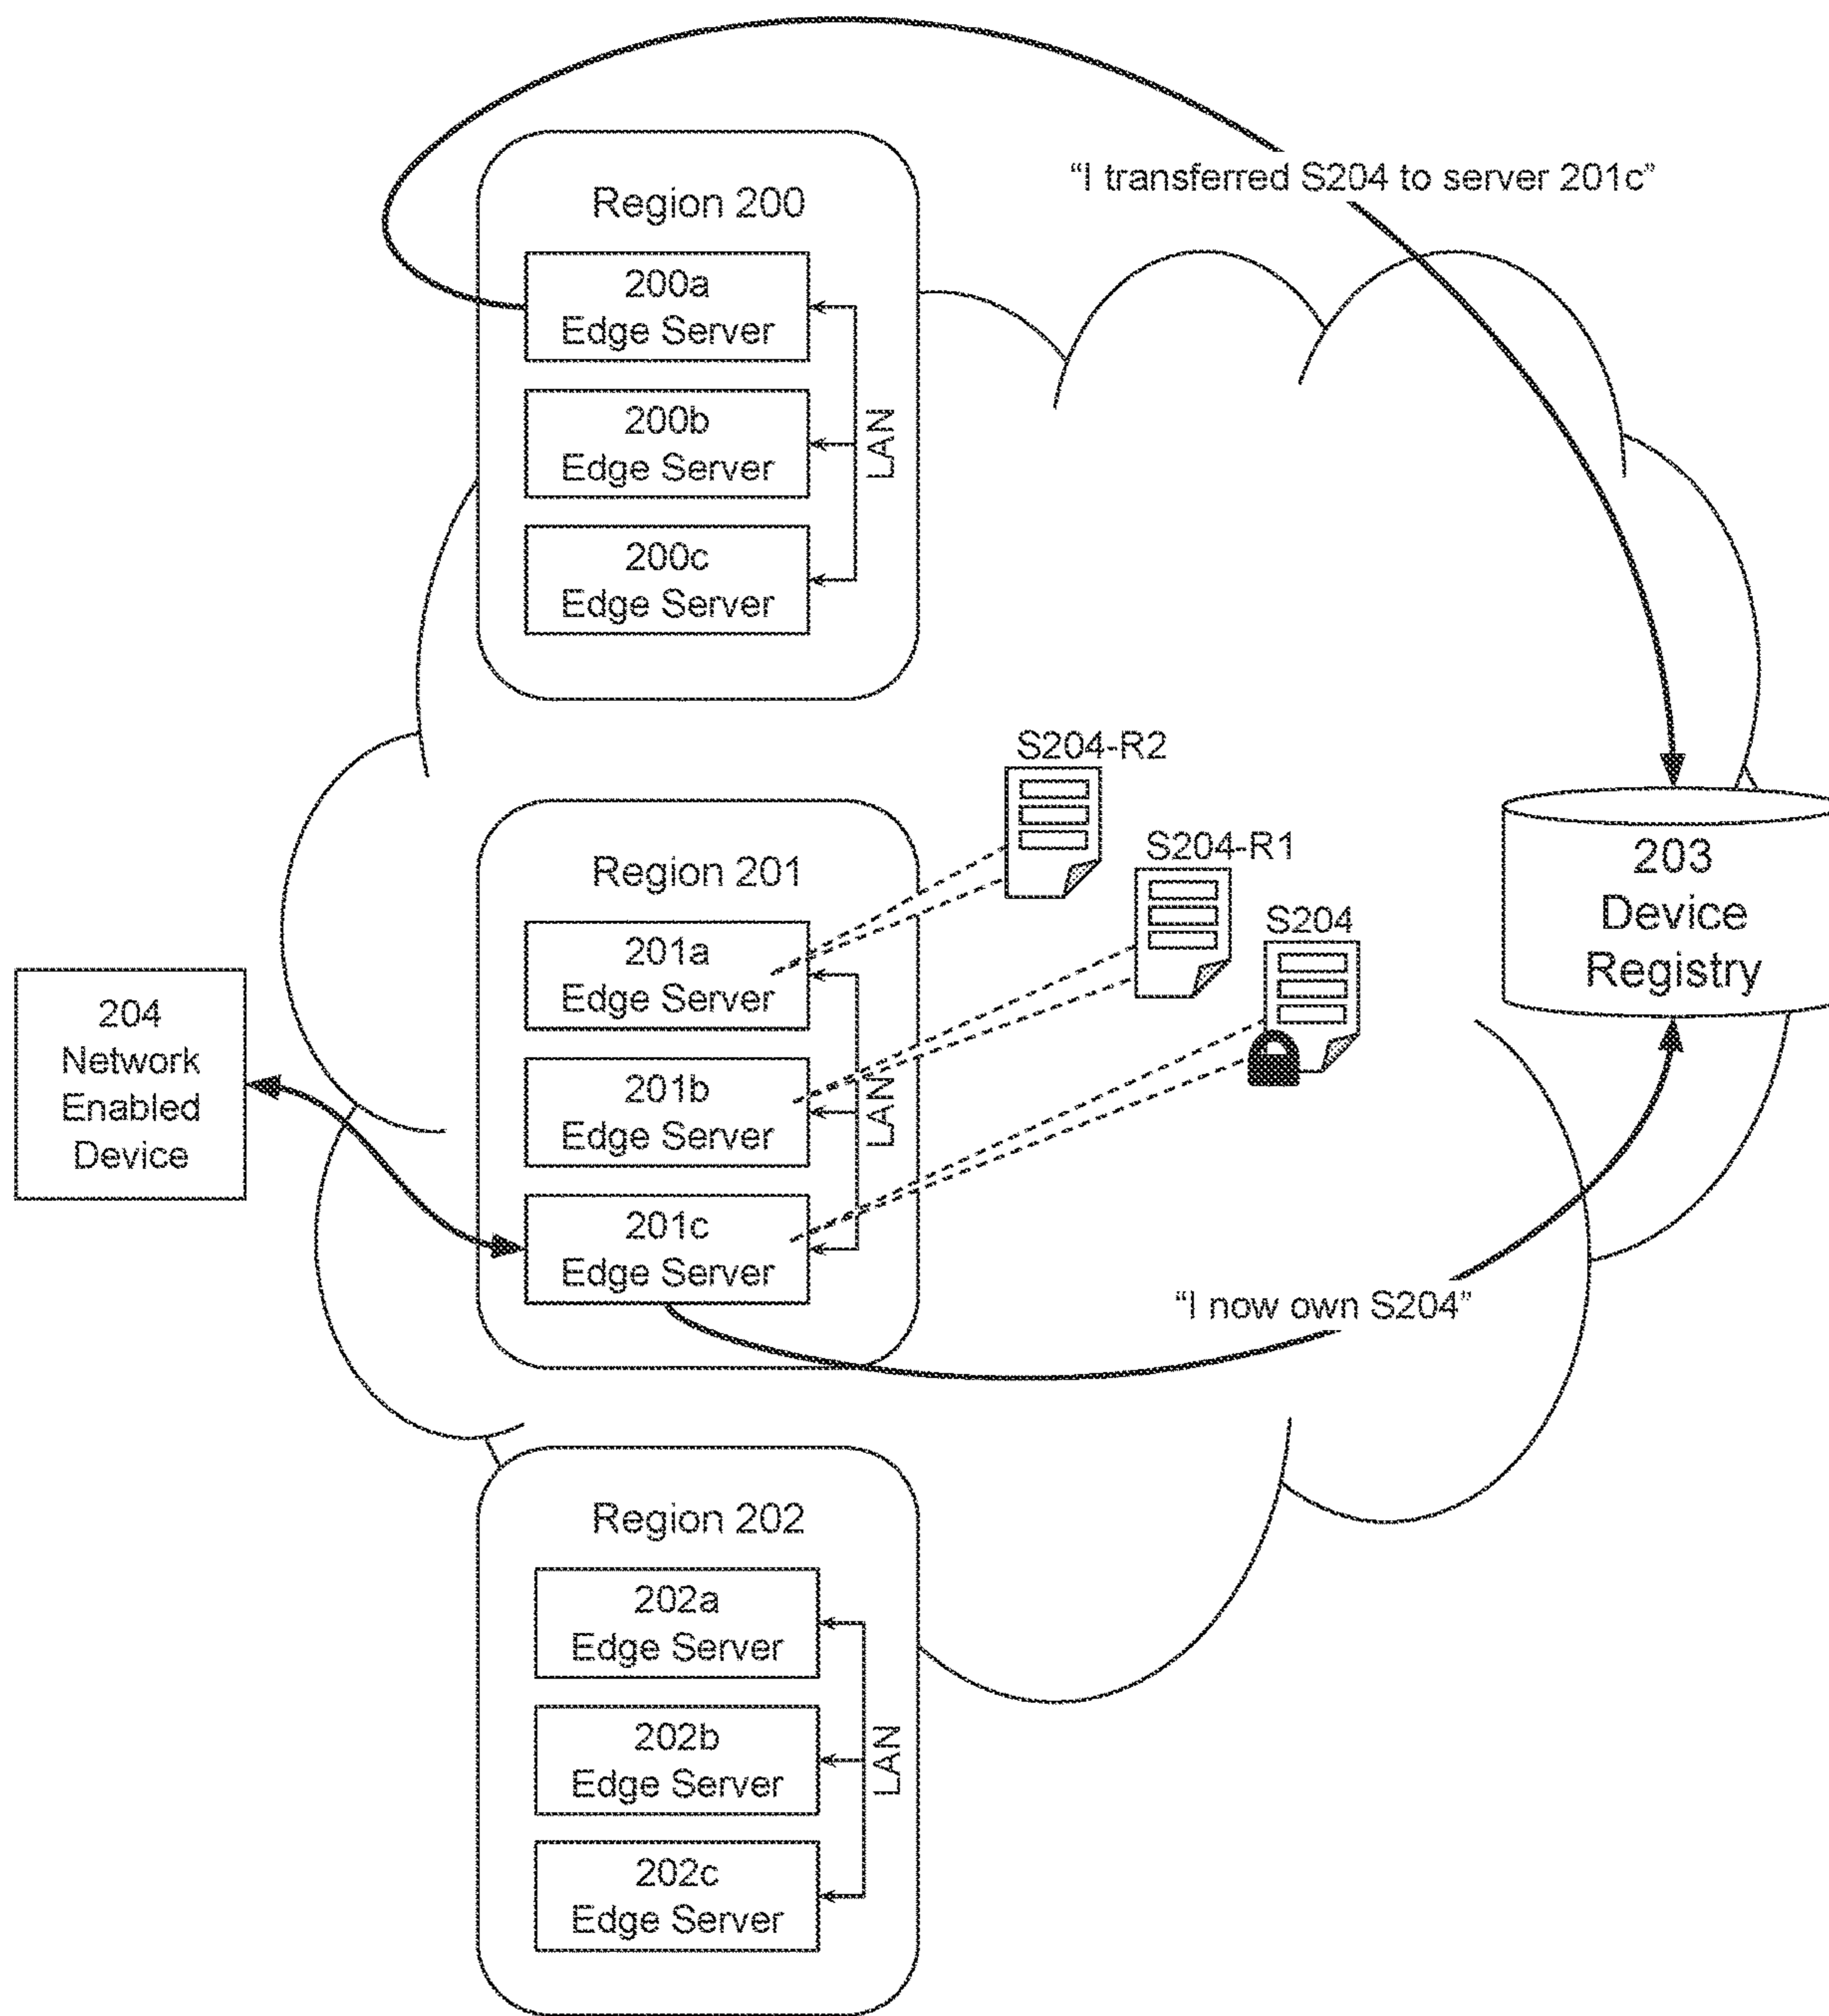 “I transferred S204 to server 201c”
Region 200
200a
Edge Server
200b
Edge Server
200c
Edge Server
LAN
S204-R2
S204-R1
S204
Region 201
201a
Edge Server
201b
Edge Server
201c
Edge Server
LAN
203
Device
Registry
204
Network
Enabled
Device
“I now own S204”
Region 202
202a
Edge Server
202b
Edge Server
202c
Edge Server
LAN